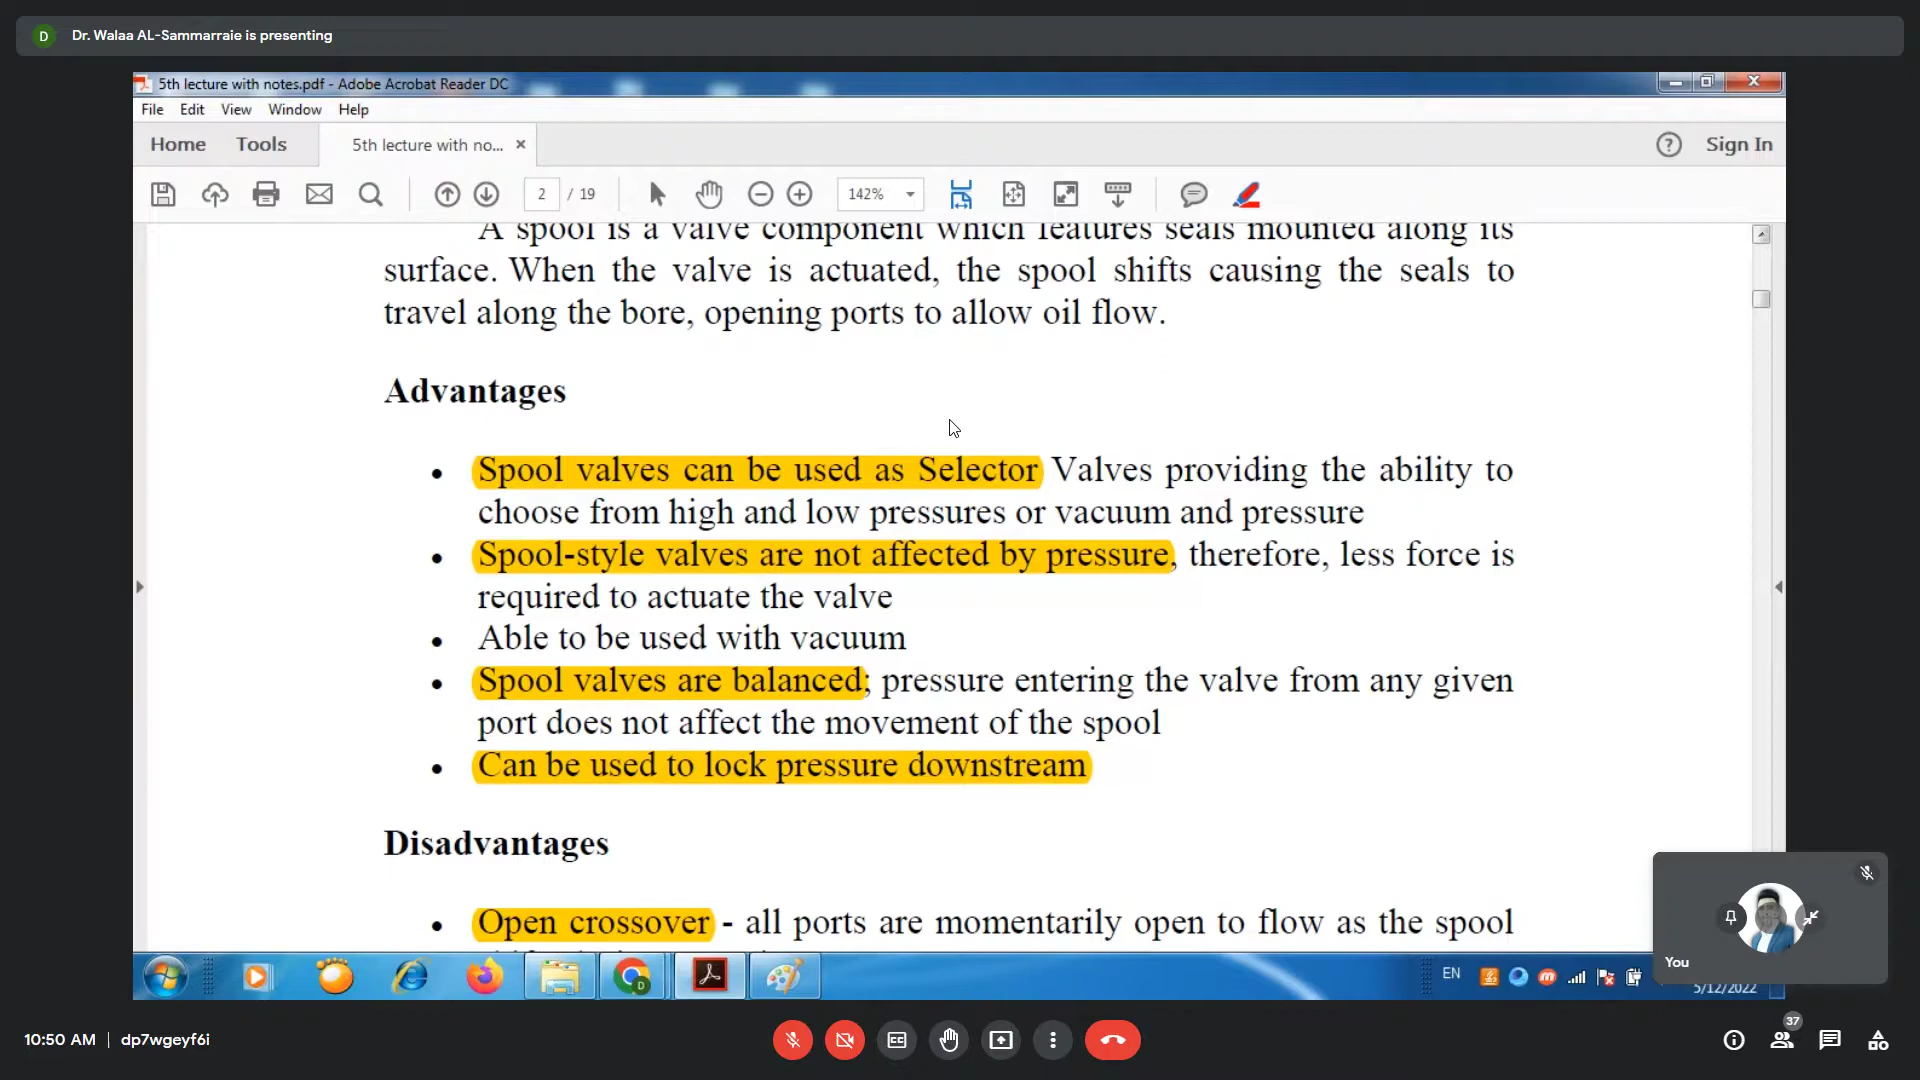 D Dr. Walaa AL-Sammarraie is presenting
5th lecture with notes.pdf - Adobe Acrobat Reader DC
File Edit View Window Help
Home Tools 5th lecture with no... × ? Sign In
2 / 19 142%
A spool is a valve component which features seals mounted along its
surface. When the valve is actuated, the spool shifts causing the seals to
travel along the bore, opening ports to allow oil flow.
Advantages
• Spool valves can be used as Selector Valves providing the ability to
choose from high and low pressures or vacuum and pressure
• Spool-style valves are not affected by pressure, therefore, less force is
required to actuate the valve
• Able to be used with vacuum
• Spool valves are balanced; pressure entering the valve from any given
port does not affect the movement of the spool
• Can be used to lock pressure downstream
Disadvantages
• Open crossover - all ports are momentarily open to flow as the spool
You
D
EN
5/12/2022
10:50 AM | dp7wgeyf6i
37